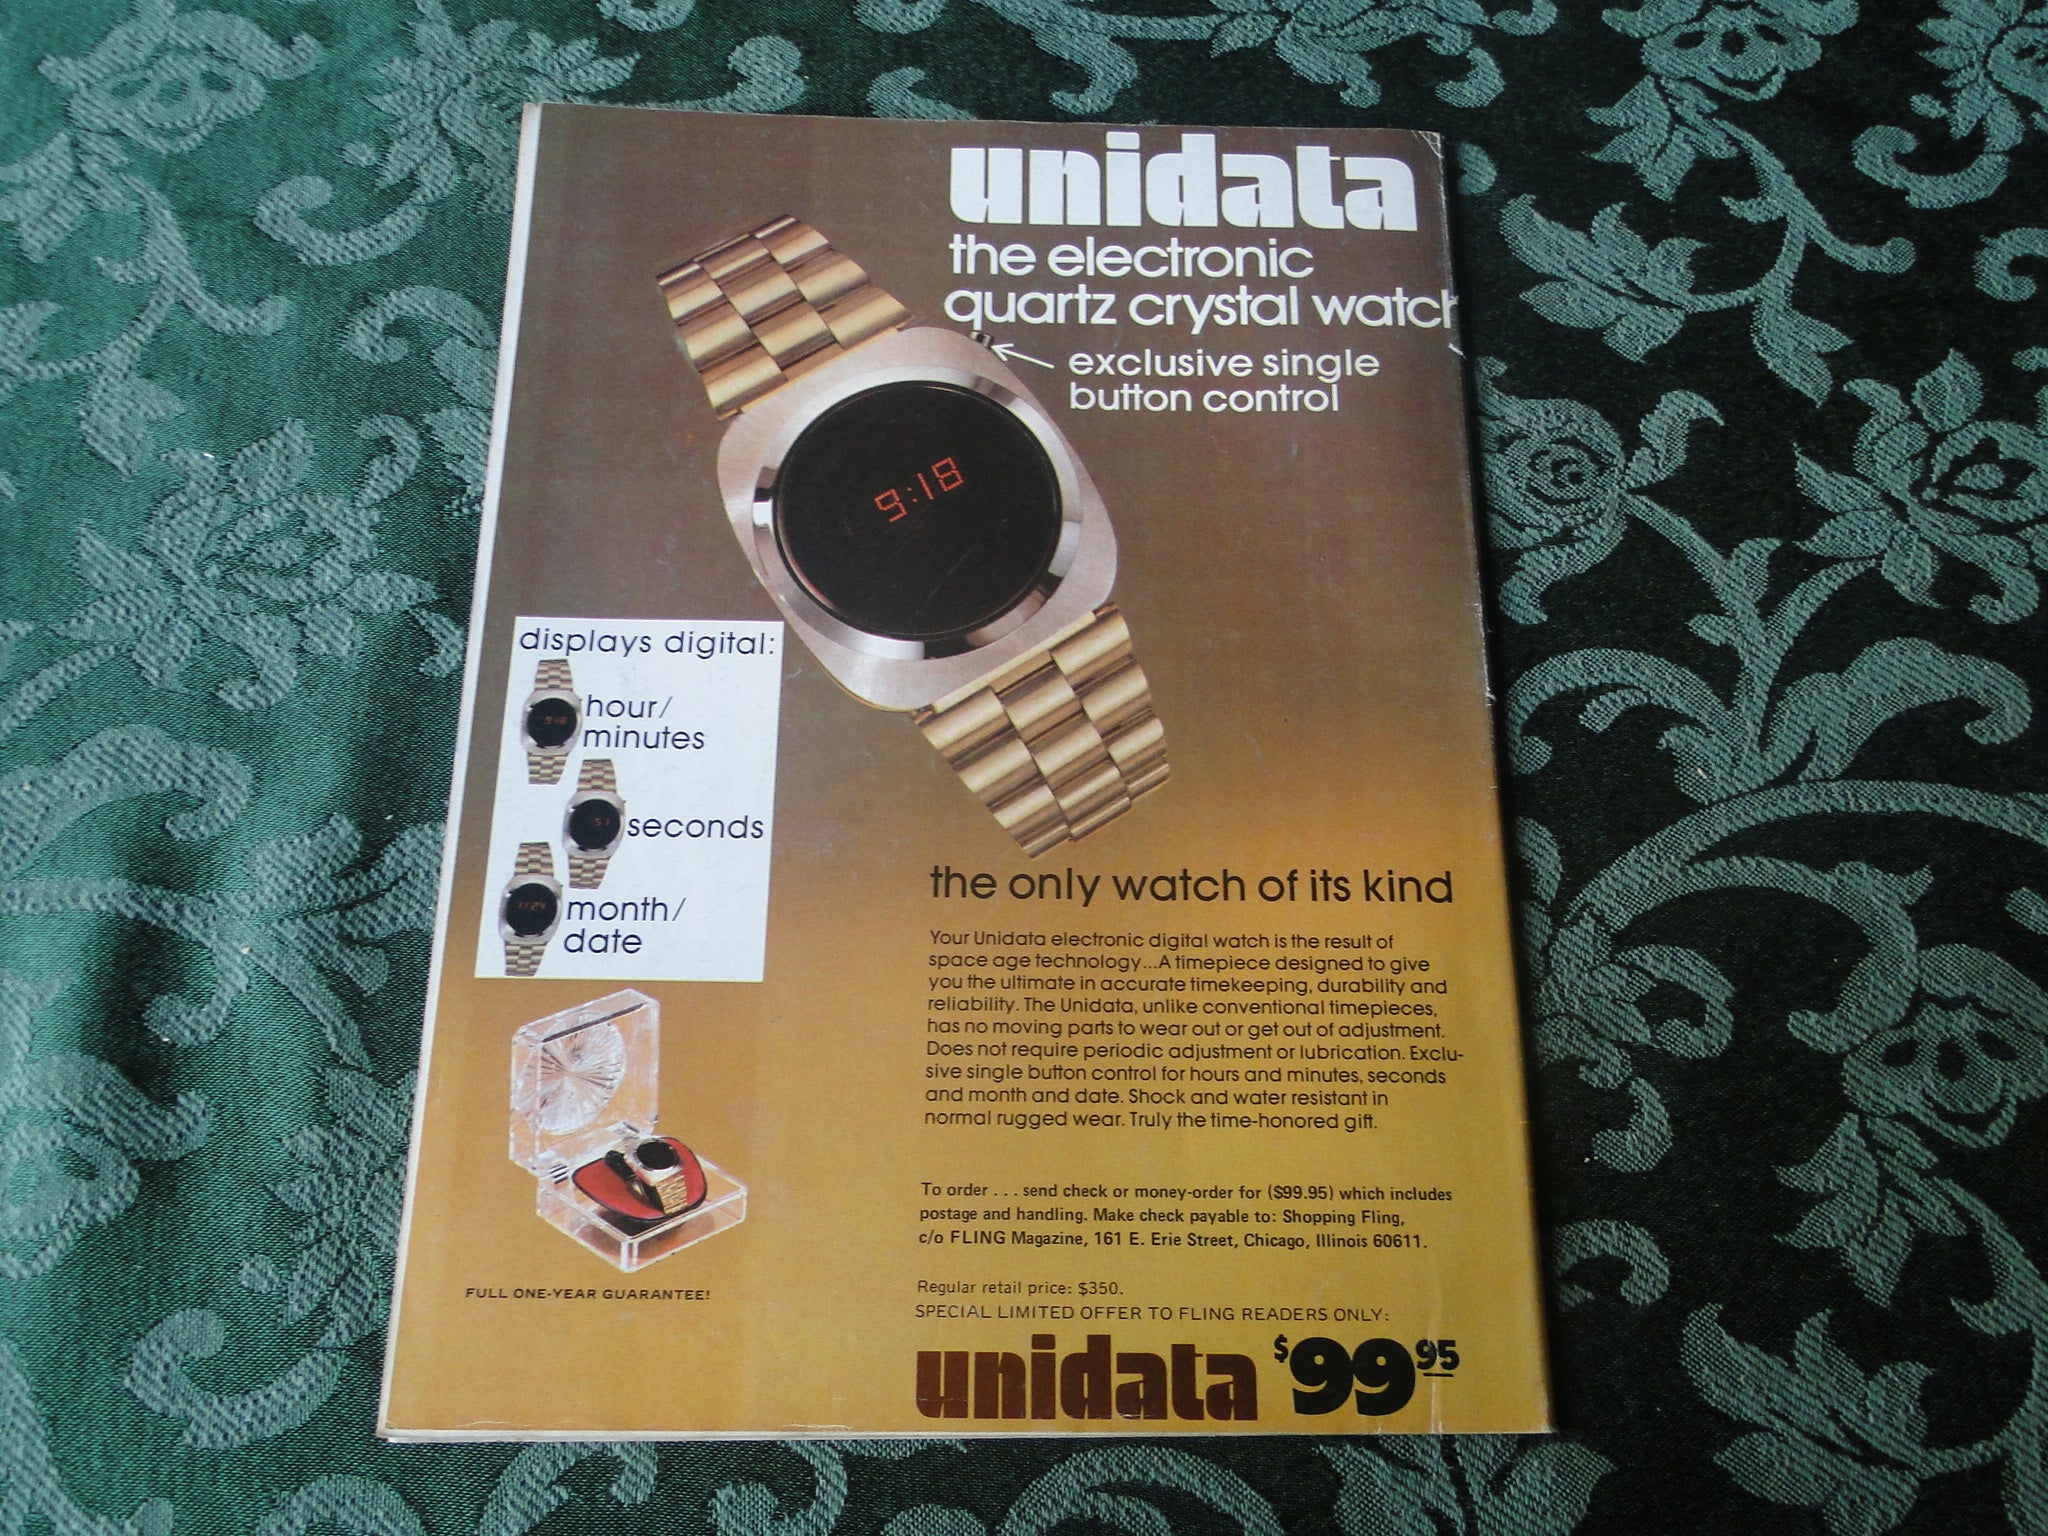 unidata
the electronic
quartz crystal watch
exclusive single
button control
9:18
displays digital:
9:18
hour/
minutes
57
seconds
11:24
month/
date
the only watch of its kind
Your Unidata electronic digital watch is the result of
space age technology...A timepiece designed to give
you the ultimate in accurate timekeeping, durability and
reliability. The Unidata, unlike conventional timepieces,
has no moving parts to wear out or get out of adjustment.
Does not require periodic adjustment or lubrication. Exclu-
sive single button control for hours and minutes, seconds
and month and date. Shock and water resistant in
normal rugged wear. Truly the time-honored gift.
To order . . . send check or money-order for ($99.95) which includes
postage and handling. Make check payable to: Shopping Fling,
c/o FLING Magazine, 161 E. Erie Street, Chicago, Illinois 60611.
FULL ONE-YEAR GUARANTEE!
Regular retail price: $350.
SPECIAL LIMITED OFFER TO FLING READERS ONLY:
unidata $99 95